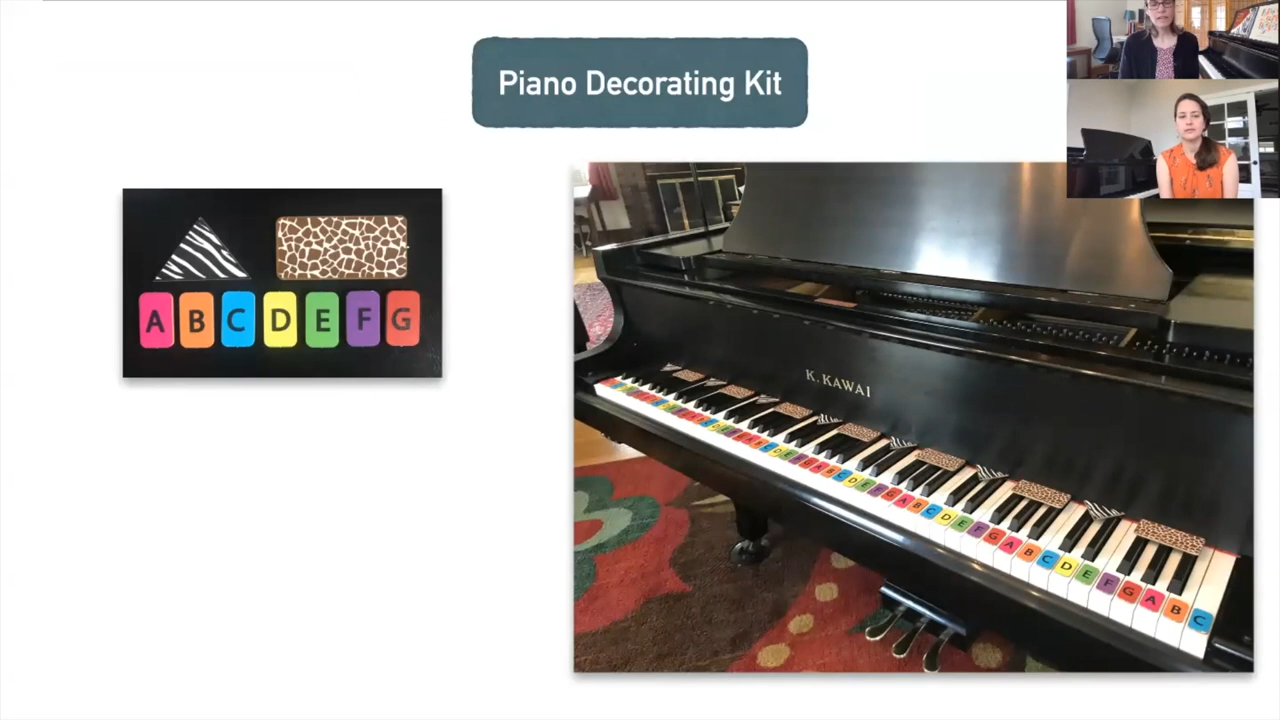 Piano Decorating Kit
A B C D E F G
K. KAWAI
G A B C D E F G A B C D E F G A B C